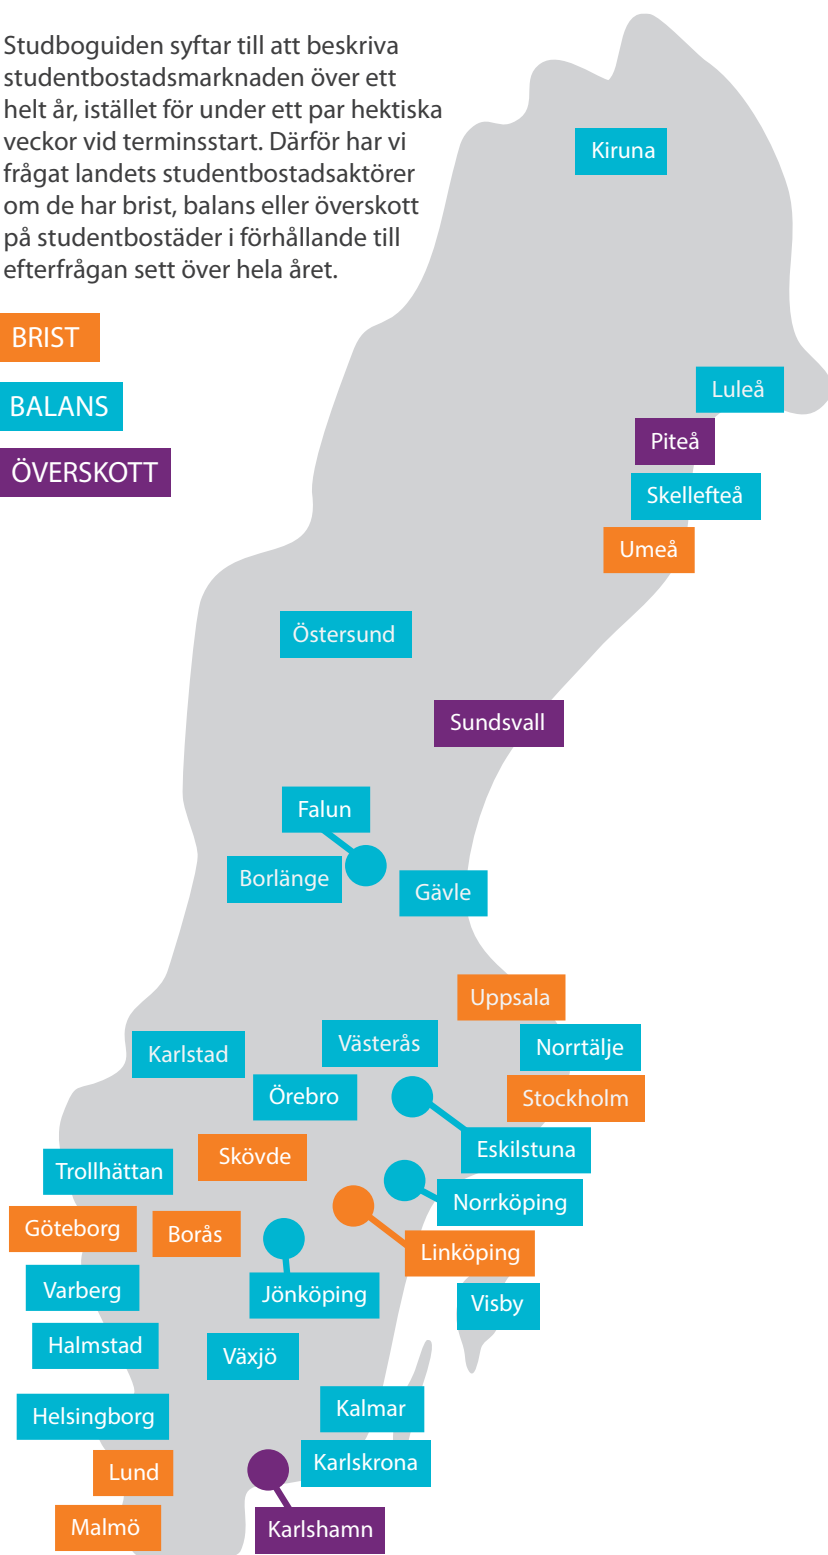 Studboguiden syftar till att beskriva
studentbostadsmarknaden över ett
helt år, istället för under ett par hektiska
veckor vid terminsstart. Därför har vi
frågat landets studentbostadsaktörer
om de har brist, balans eller överskott
på studentbostäder i förhållande till
efterfrågan sett över hela året.
BRIST
BALANS
ÖVERSKOTT
Kiruna
Luleå
Piteå
Skellefteå
Umeå
Östersund
Sundsvall
Falun
Borlänge
Gävle
Uppsala
Västerås
Norrtälje
Karlstad
Örebro
Stockholm
Eskilstuna
Skövde
Trollhättan
Norrköping
Göteborg
Borås
Linköping
Varberg
Jönköping
Visby
Halmstad
Växjö
Kalmar
Helsingborg
Karlskrona
Lund
Malmö
Karlshamn